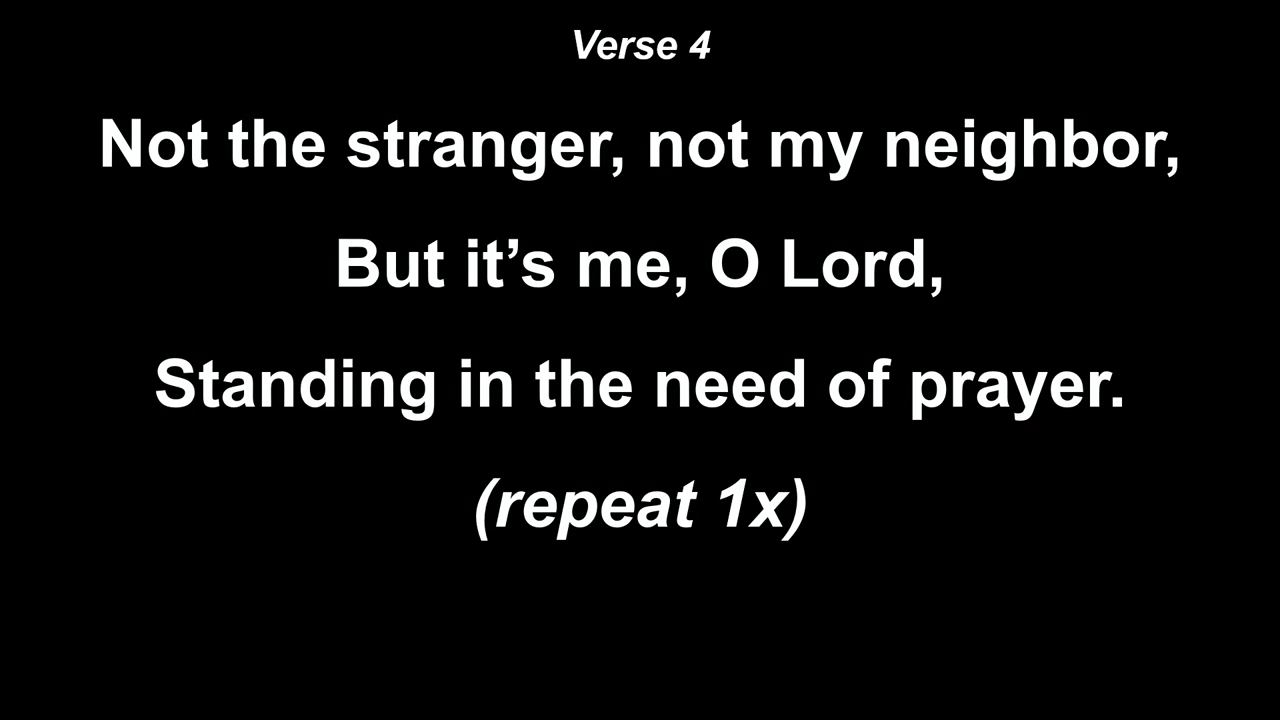 Verse 4
Not the stranger, not my neighbor,
But it’s me, O Lord,
Standing in the need of prayer.
(repeat 1x)